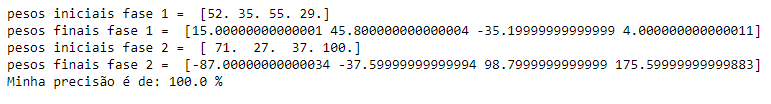 pesos iniciais fase 1 =  [52. 35. 55. 29.]
pesos finais fase 1 =  [15.00000000000001 45.800000000000004 -35.19999999999999 4.000000000000011]
pesos iniciais fase 2 =  [ 71.  27.  37. 100.]
pesos finais fase 2 =  [-87.00000000000034 -37.59999999999994 98.7999999999999 175.59999999999883]
Minha precisão é de: 100.0 %